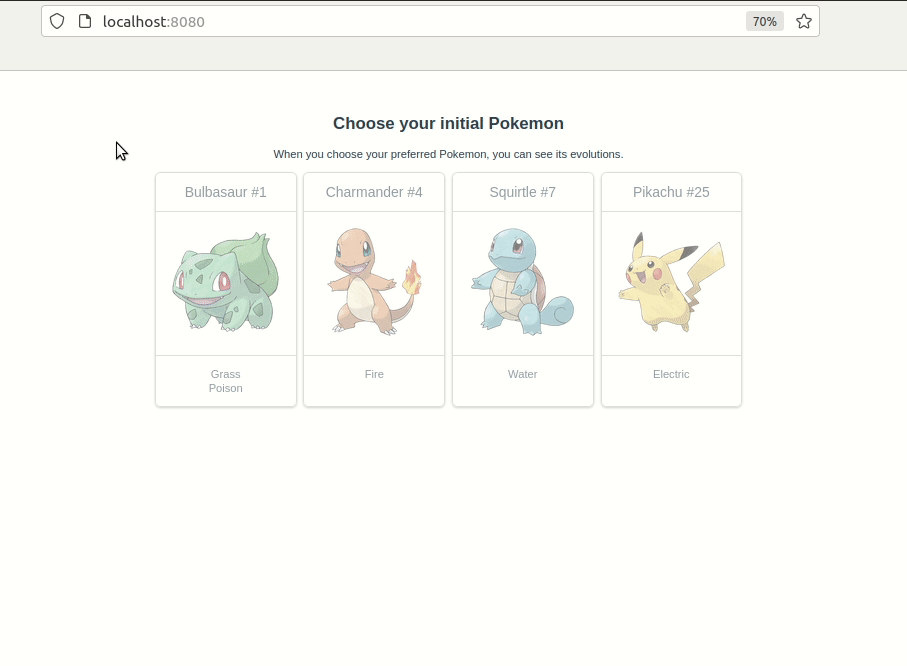 localhost:8080
70%
Choose your initial Pokemon
When you choose your preferred Pokemon, you can see its evolutions.
Bulbasaur #1
Charmander #4
Squirtle #7
Pikachu #25
Grass
Poison
Fire
Water
Electric